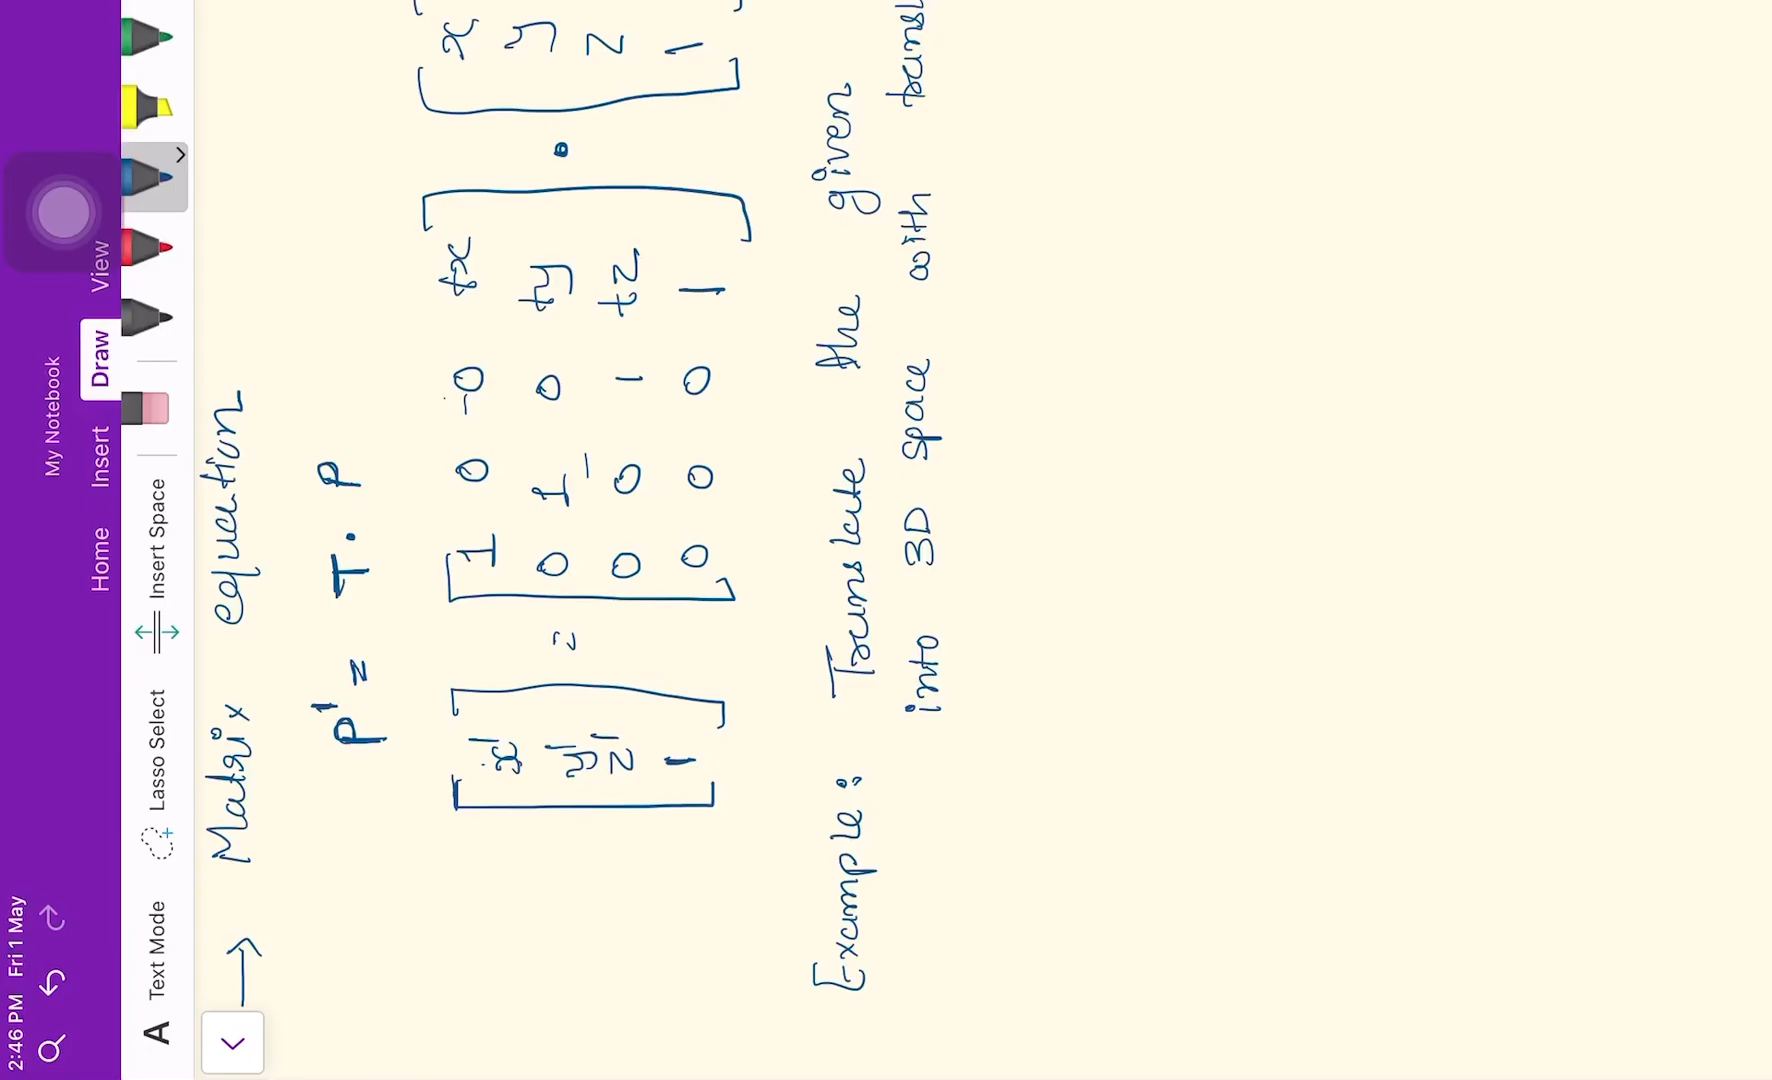 2:46 PM Fri 1 May
My Notebook
Home Insert Draw View
A Text Mode Lasso Select Insert Space
→ Matrix equation
P' = T . P
[x' y' z' 1] = [1 0 0 tx
0 1 0 ty
0 0 1 tz
0 0 0 1] . [x y z 1]
Example: Translate the given
into 3D space with